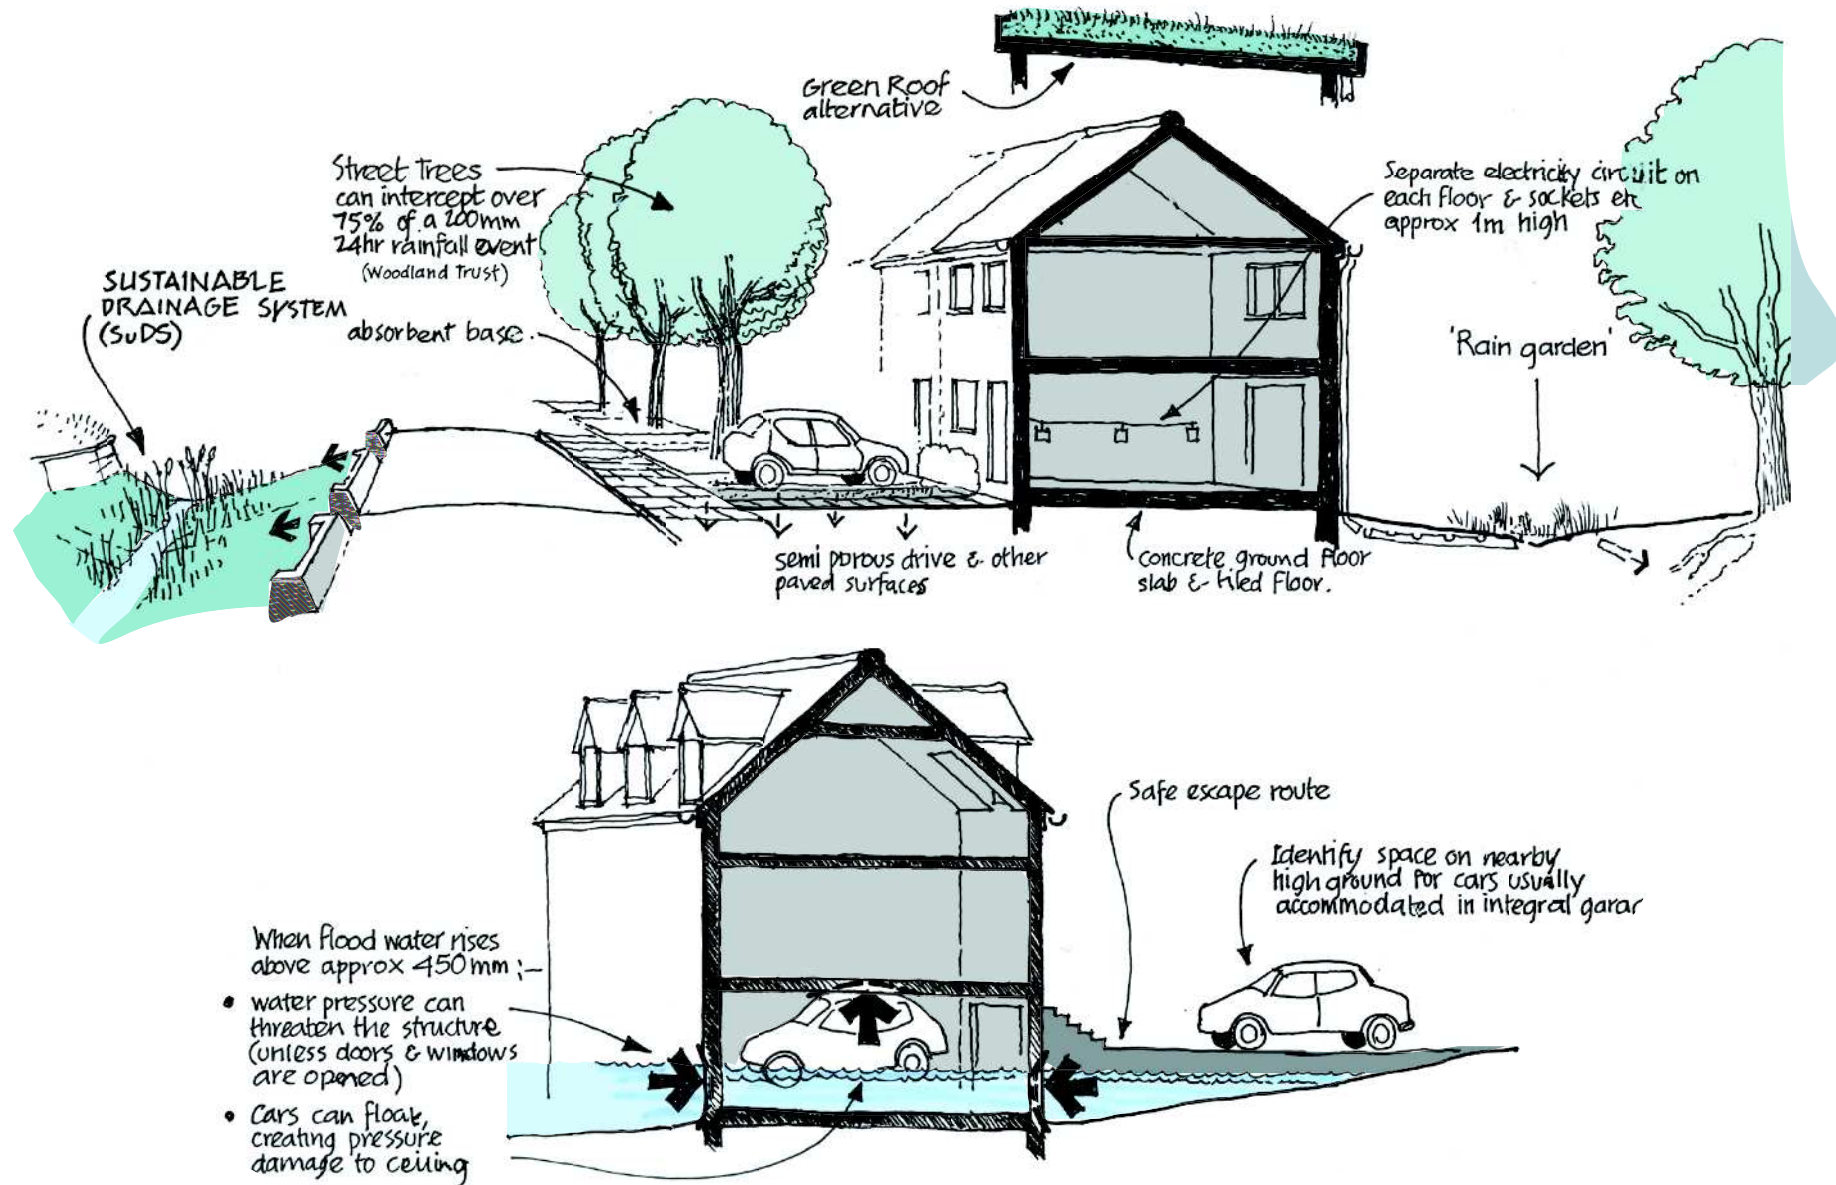 Green Roof
alternative
Street Trees
can intercept over
75% of a 200mm
24hr rainfall event
(Woodland Trust)
Separate electricity circuit on
each floor & sockets etc
approx 1m high
SUSTAINABLE
DRAINAGE SYSTEM
(SuDS)
absorbent base.
'Rain garden'
semi porous drive & other
paved surfaces
concrete ground floor
slab & tiled floor.
Safe escape route
Identify space on nearby
high ground for cars usually
accommodated in integral
When flood water rises
above approx 450mm :-
• water pressure can
threaten the structure
(unless doors & windows
are opened)
• Cars can float,
creating pressure
damage to ceiling